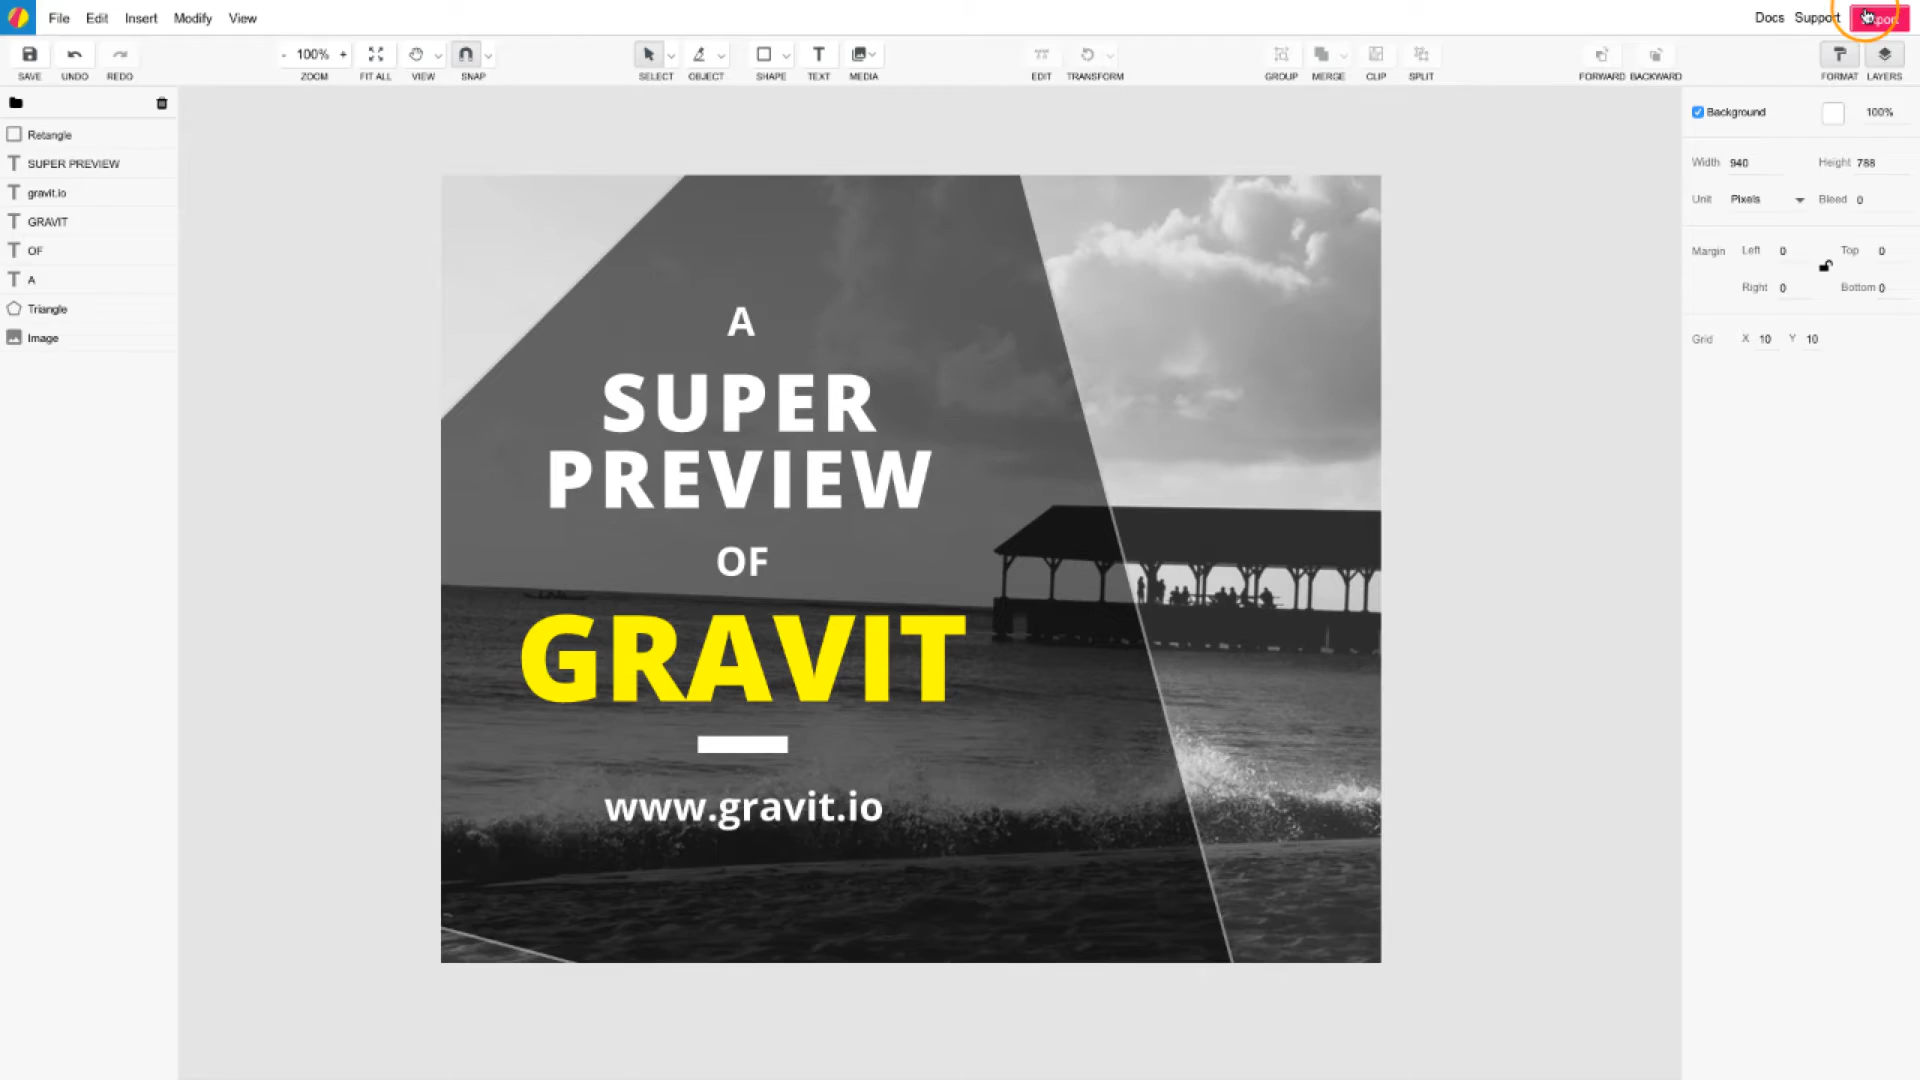 File Edit Insert Modify View Docs Support
- 100% +
SAVE UNDO REDO ZOOM FIT ALL VIEW SNAP SELECT OBJECT SHAPE TEXT MEDIA EDIT TRANSFORM GROUP MERGE CLIP SPLIT FORWARD BACKWARD FORMAT LAYERS
Retangle
SUPER PREVIEW
gravit.io
GRAVIT
OF
A
Triangle
Image
A
SUPER
PREVIEW
OF
GRAVIT
www.gravit.io
Background 100%
Width 940 Height 788
Unit Pixels Bleed 0
Margin Left 0 Top 0
Right 0 Bottom 0
Grid X 10 Y 10